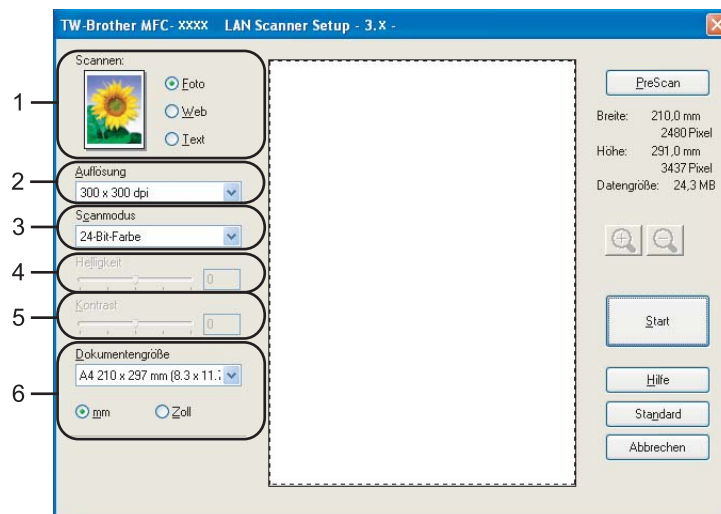 TW-Brother MFC- xxxx LAN Scanner Setup - 3.x -
1
Scannen:
Foto
Web
Text
2
Auflösung
300 x 300 dpi
3
Scanmodus
24-Bit-Farbe
4
Helligkeit
0
5
Kontrast
0
6
Dokumentengröße
A4 210 x 297 mm (8.3 x 11.7
mm Zoll
PreScan
Breite: 210,0 mm
2480 Pixel
Höhe: 291,0 mm
3437 Pixel
Datengröße: 24,3 MB
Start
Hilfe
Standard
Abbrechen